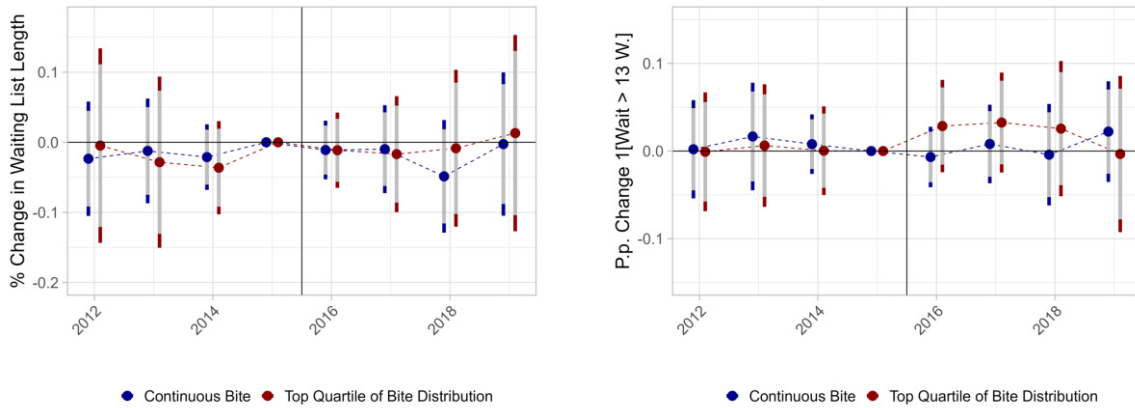 % Change in Waiting List Length
0.1
0.0
-0.1
-0.2
2012
2014
2016
2018
Continuous Bite
Top Quartile of Bite Distribution
P.p. Change 1[Wait > 13 W.]
0.1
0.0
-0.1
2012
2014
2016
2018
Continuous Bite
Top Quartile of Bite Distribution